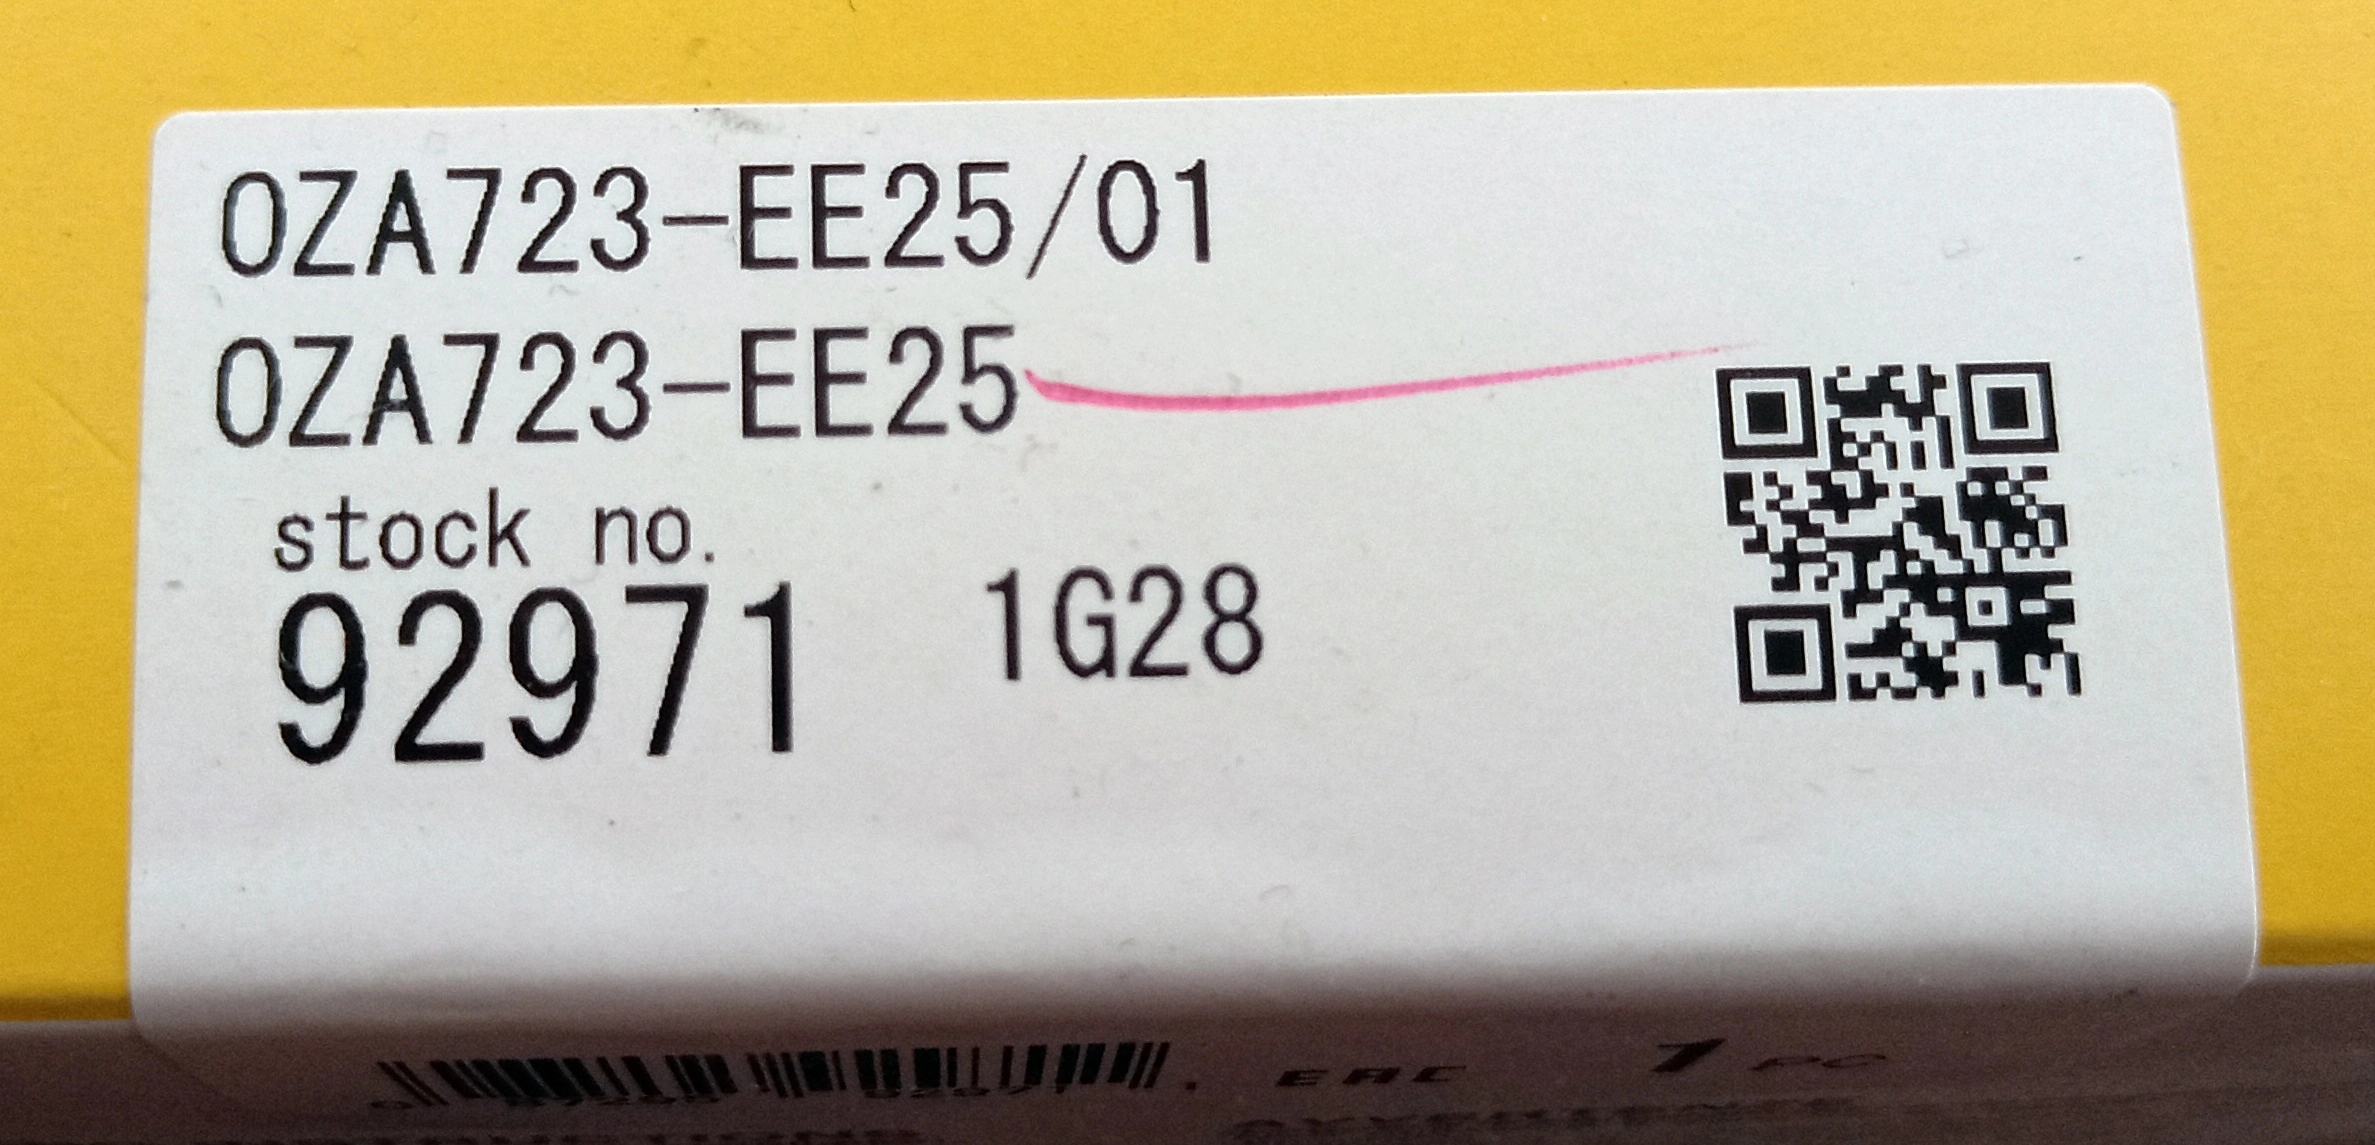 OZA723-EE25/01
OZA723-EE25
stock no.
92971 1G28
EAC 1 PC